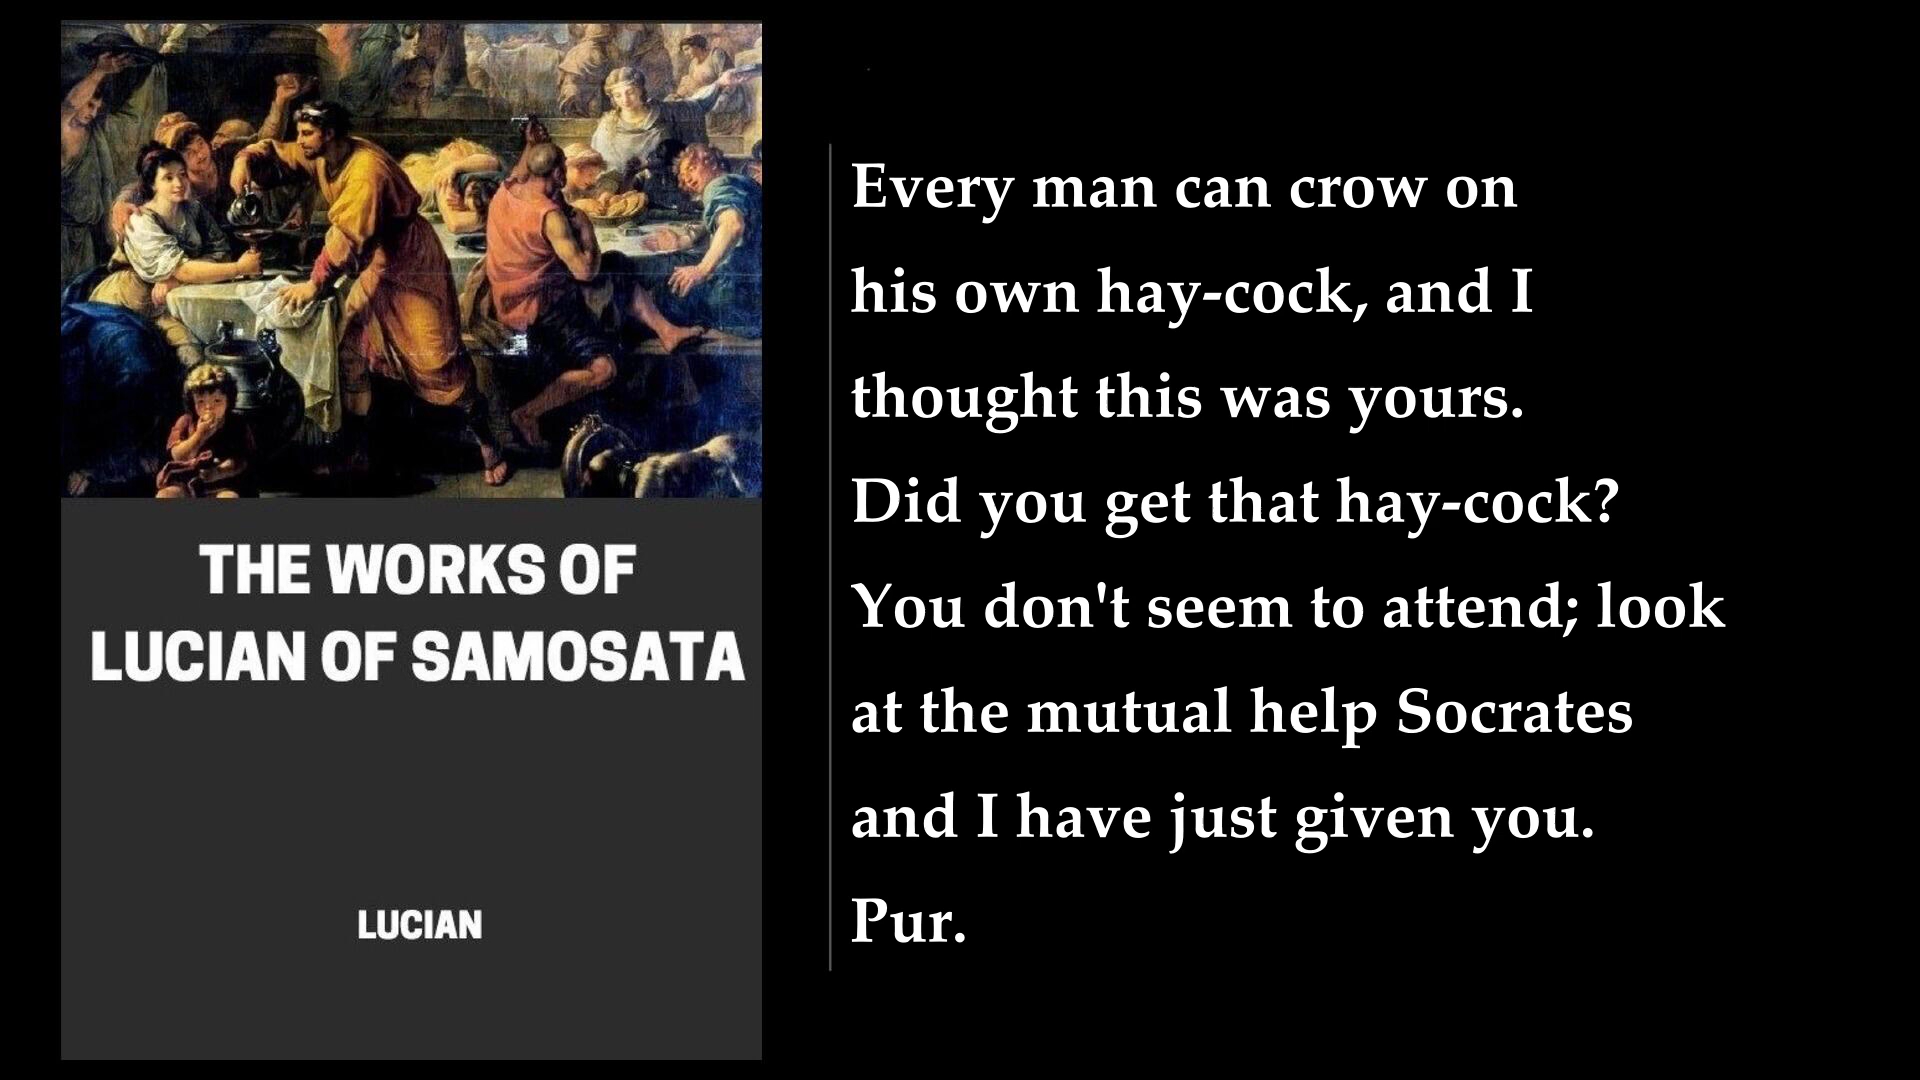 THE WORKS OF
LUCIAN OF SAMOSATA
LUCIAN
Every man can crow on
his own hay-cock, and I
thought this was yours.
Did you get that hay-cock?
You don't seem to attend; look
at the mutual help Socrates
and I have just given you.
Pur.